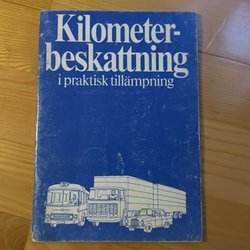 Kilometer-
beskattning
i praktisk tillämpning